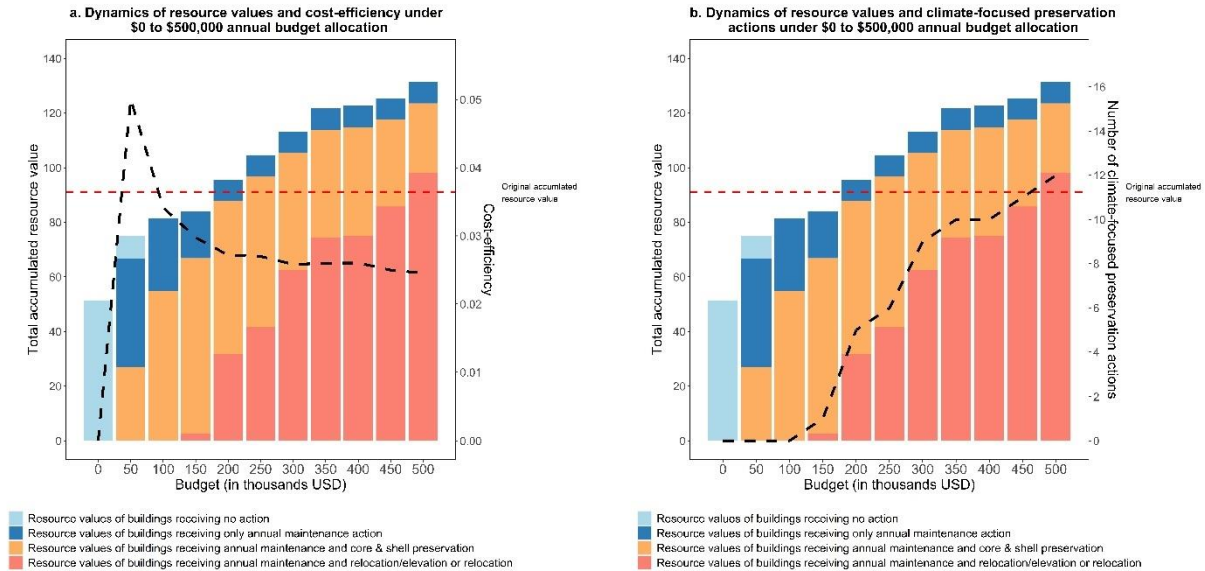 a. Dynamics of resource values and cost-efficiency under
$0 to $500,000 annual budget allocation
140
120
100
80
60
40
20
0
Total accumulated resource value
0.05
0.04
0.03
0.02
0.01
0.00
Cost-efficiency
Original accumlated
resource value
0 50 100 150 200 250 300 350 400 450 500
Budget (in thousands USD)
Resource values of buildings receiving no action
Resource values of buildings receiving only annual maintenance action
Resource values of buildings receiving annual maintenance and core & shell preservation
Resource values of buildings receiving annual maintenance and relocation/elevation or relocation
b. Dynamics of resource values and climate-focused preservation
actions under $0 to $500,000 annual budget allocation
140
120
100
80
60
40
20
0
Total accumulated resource value
16
14
12
10
8
6
4
2
0
Number of climate-focused preservation actions
Original accumlated
resource value
0 50 100 150 200 250 300 350 400 450 500
Budget (in thousands USD)
Resource values of buildings receiving no action
Resource values of buildings receiving only annual maintenance action
Resource values of buildings receiving annual maintenance and core & shell preservation
Resource values of buildings receiving annual maintenance and relocation/elevation or relocation